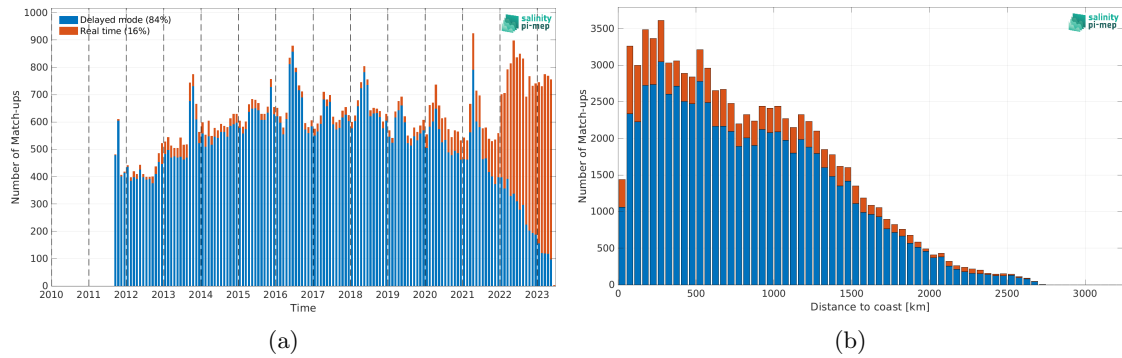 Delayed mode (84%)
Real time (16%)
salinity
pi-mep
Number of Match-ups
1000
900
800
700
600
500
400
300
200
100
0
2010 2011 2012 2013 2014 2015 2016 2017 2018 2019 2020 2021 2022 2023
Time
(a)
salinity
pi-mep
Number of Match-ups
3500
3000
2500
2000
1500
1000
500
0
0 500 1000 1500 2000 2500 3000
Distance to coast [km]
(b)